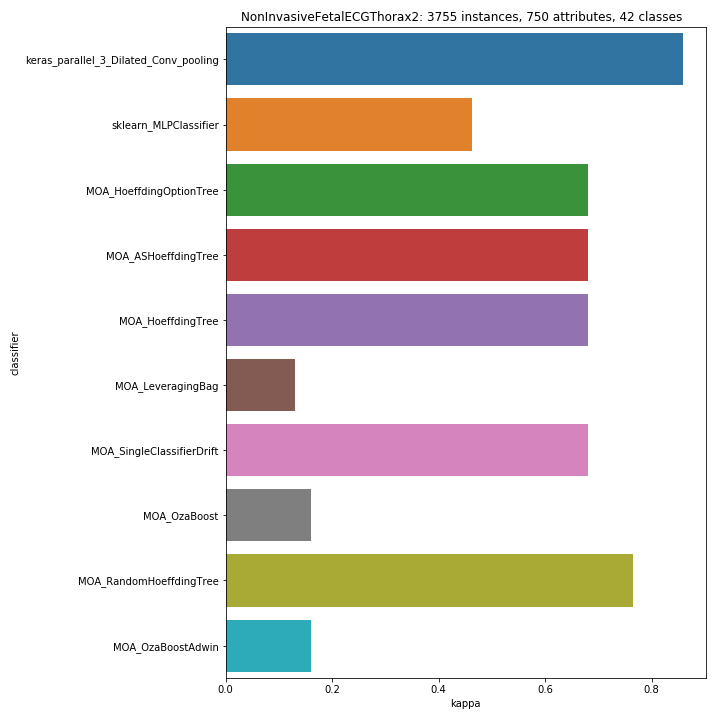 NonInvasiveFetalECGThorax2: 3755 instances, 750 attributes, 42 classes
classifier
keras_parallel_3_Dilated_Conv_pooling
sklearn_MLPClassifier
MOA_HoeffdingOptionTree
MOA_ASHoeffdingTree
MOA_HoeffdingTree
MOA_LeveragingBag
MOA_SingleClassifierDrift
MOA_OzaBoost
MOA_RandomHoeffdingTree
MOA_OzaBoostAdwin
0.0 0.2 0.4 0.6 0.8
kappa